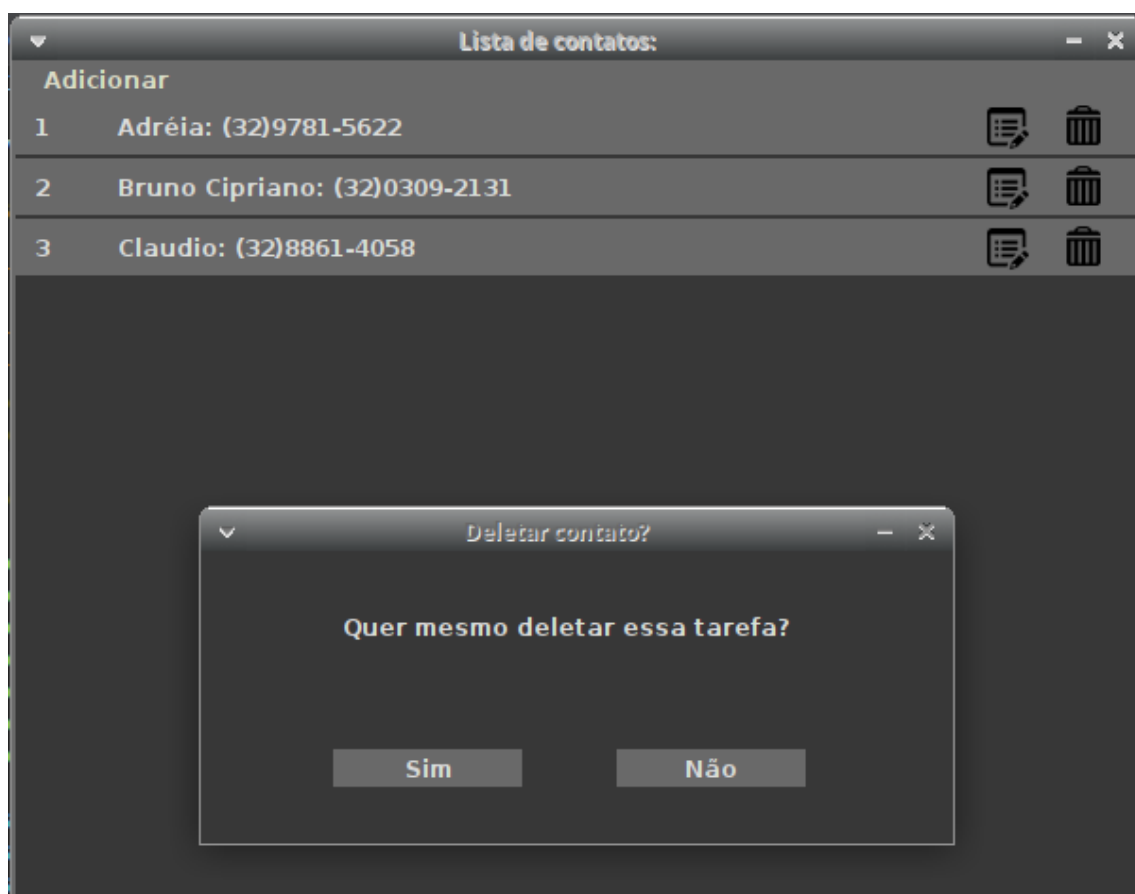 Lista de contatos:
Adicionar
1 Adréia: (32)9781-5622
2 Bruno Cipriano: (32)0309-2131
3 Claudio: (32)8861-4058
Deletar contato?
Quer mesmo deletar essa tarefa?
Sim Não